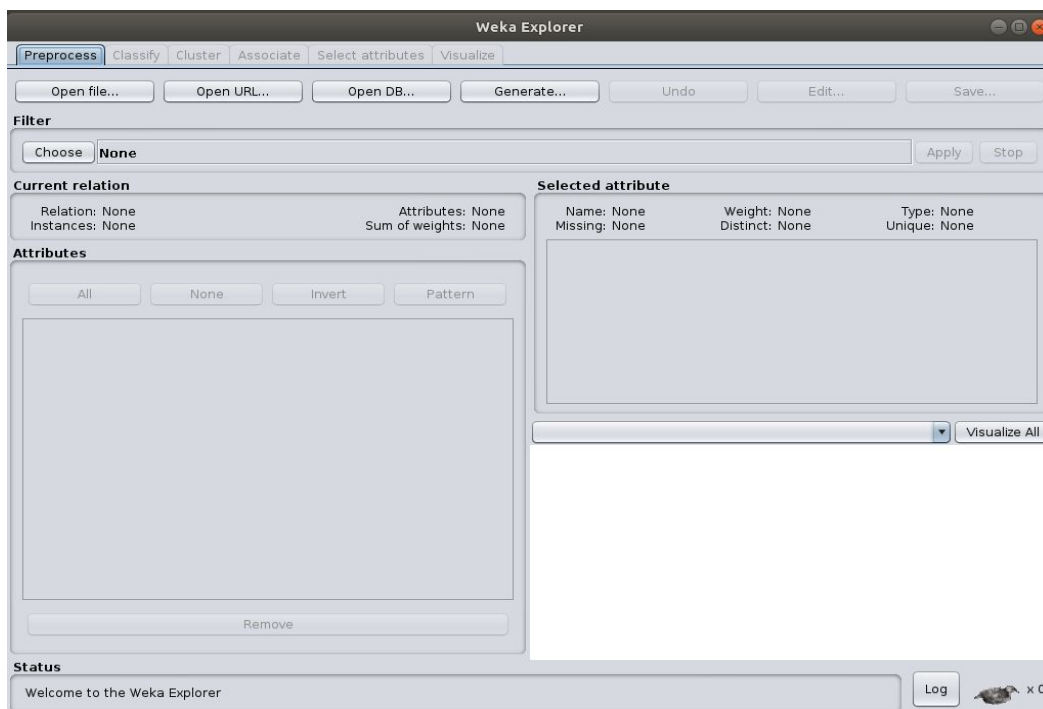 Weka Explorer
Preprocess Classify Cluster Associate Select attributes Visualize
Open file... Open URL... Open DB... Generate... Undo Edit... Save...
Filter
Choose None Apply Stop
Current relation
Relation: None Attributes: None
Instances: None Sum of weights: None
Selected attribute
Name: None Weight: None Type: None
Missing: None Distinct: None Unique: None
Attributes
All None Invert Pattern
Visualize All
Remove
Status
Welcome to the Weka Explorer
Log x 0